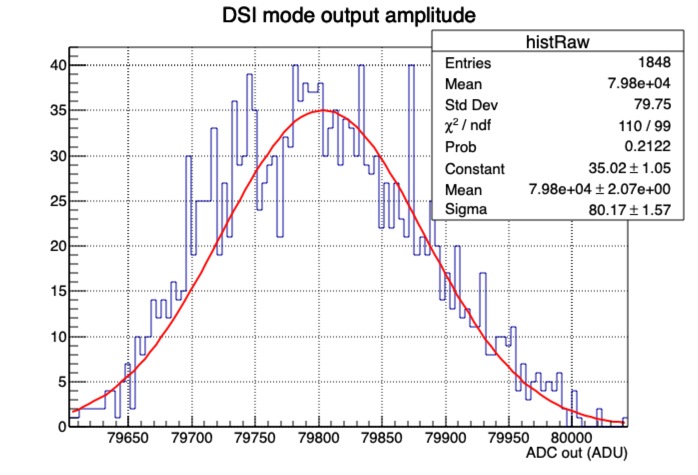 DSI mode output amplitude
histRaw
Entries 1848
Mean 7.98e+04
Std Dev 79.75
χ² / ndf 110 / 99
Prob 0.2122
Constant 35.02 ± 1.05
Mean 7.98e+04 ± 2.07e+00
Sigma 80.17 ± 1.57
40
35
30
25
20
15
10
5
0
79650 79700 79750 79800 79850 79900 79950 80000
ADC out (ADU)